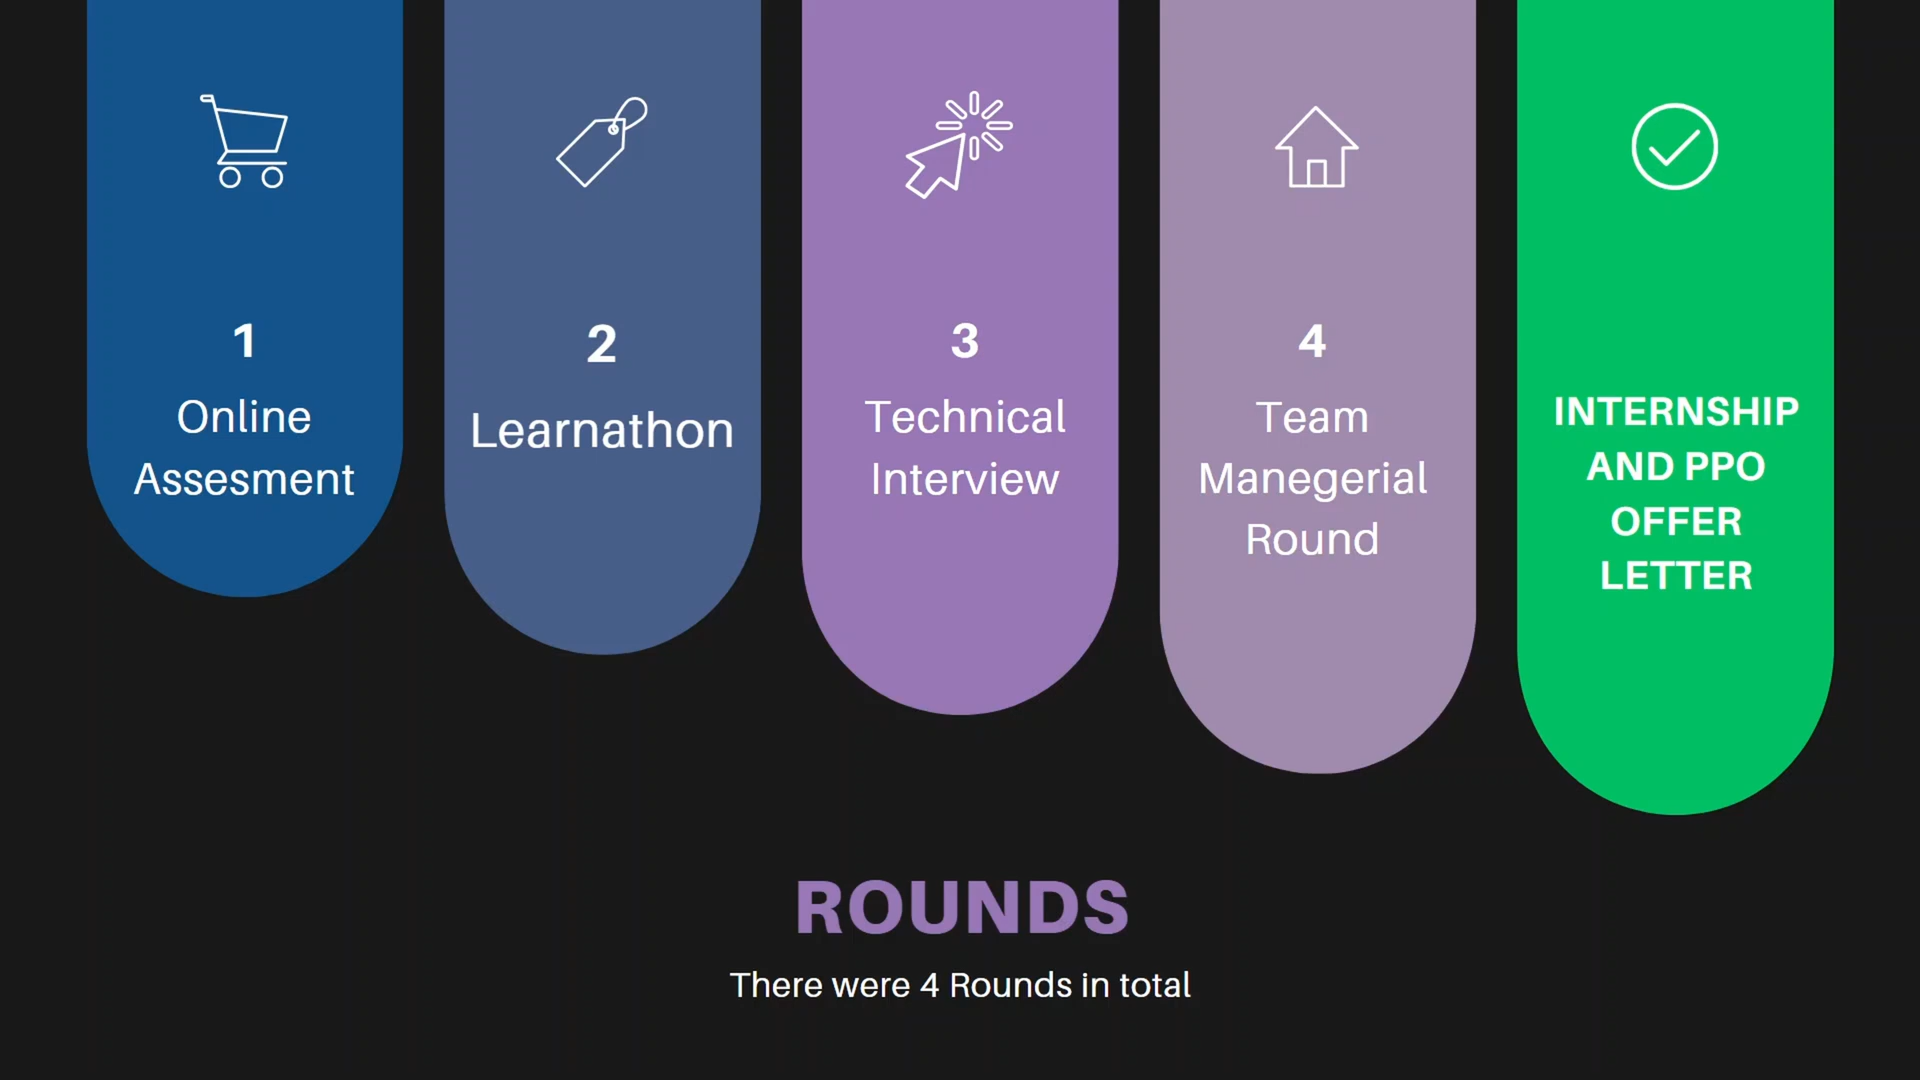 1
Online
Assesment
2
Learnathon
3
Technical
Interview
4
Team
Manegerial
Round
INTERNSHIP
AND PPO
OFFER
LETTER
ROUNDS
There were 4 Rounds in total